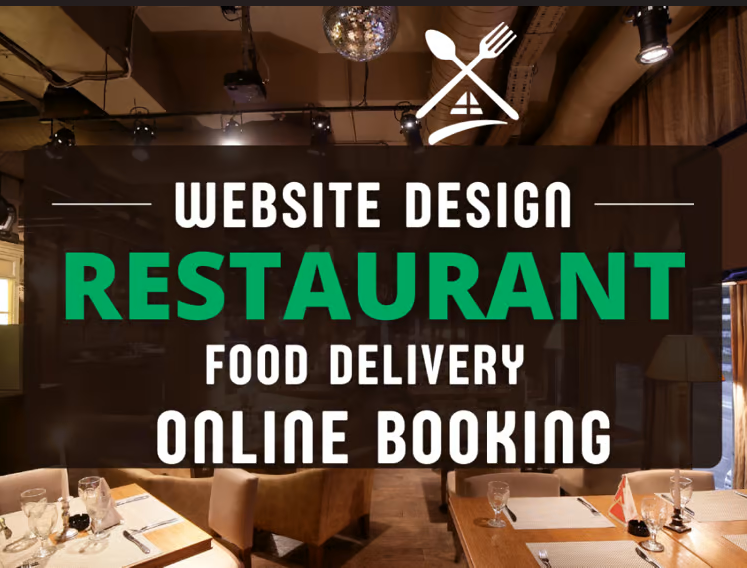 WEBSITE DESIGN
RESTAURANT
FOOD DELIVERY
ONLINE BOOKING